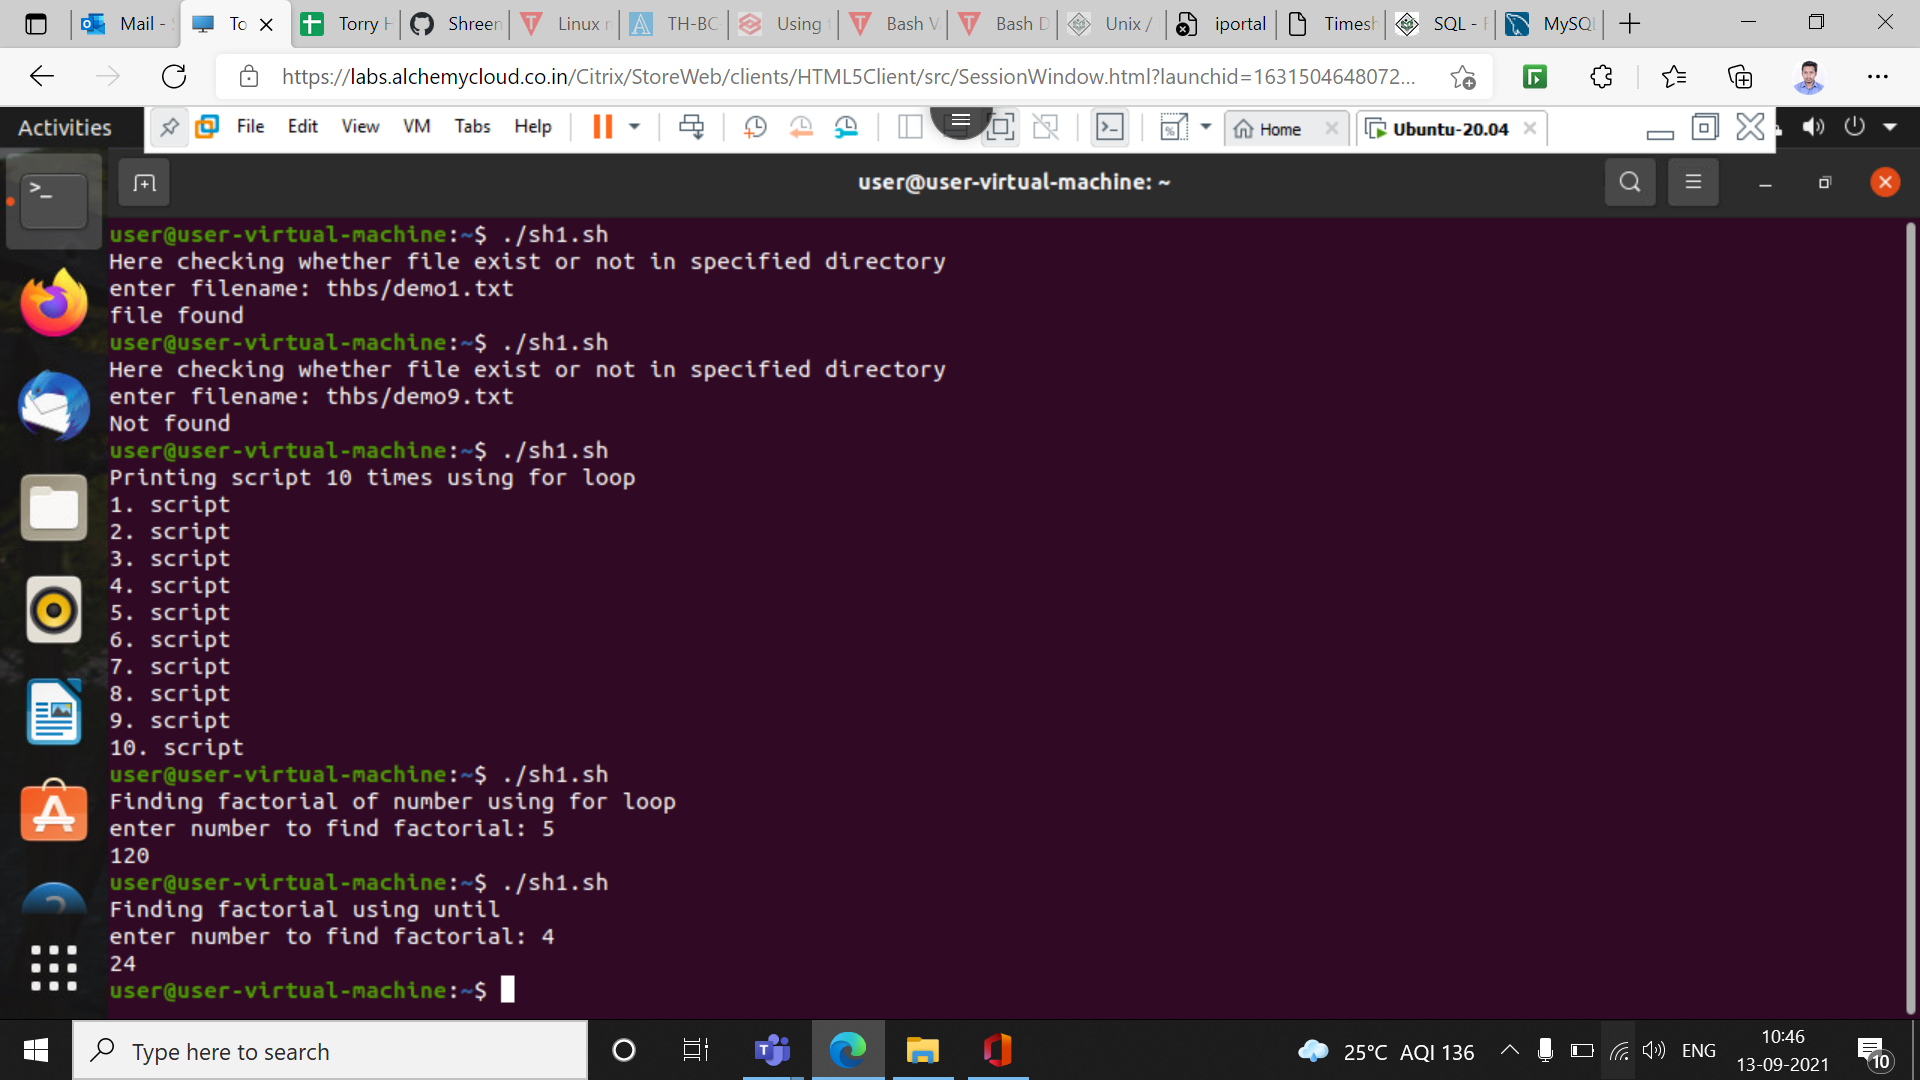 Mail -
To
Torry H
Shreen
Linux
TH-BC
Using
Bash V
Bash D
Unix /
iportal
Timesh
SQL -
MySQL
https://labs.alchemycloud.co.in/Citrix/StoreWeb/clients/HTML5Client/src/SessionWindow.html?launchid=1631504648072...
Activities
File Edit View VM Tabs Help
Home
Ubuntu-20.04
user@user-virtual-machine: ~
user@user-virtual-machine:~$ ./sh1.sh
Here checking whether file exist or not in specified directory
enter filename: thbs/demo1.txt
file found
user@user-virtual-machine:~$ ./sh1.sh
Here checking whether file exist or not in specified directory
enter filename: thbs/demo9.txt
Not found
user@user-virtual-machine:~$ ./sh1.sh
Printing script 10 times using for loop
1. script
2. script
3. script
4. script
5. script
6. script
7. script
8. script
9. script
10. script
user@user-virtual-machine:~$ ./sh1.sh
Finding factorial of number using for loop
enter number to find factorial: 5
120
user@user-virtual-machine:~$ ./sh1.sh
Finding factorial using until
enter number to find factorial: 4
24
user@user-virtual-machine:~$
Type here to search
25°C AQI 136
ENG
10:46
13-09-2021
10